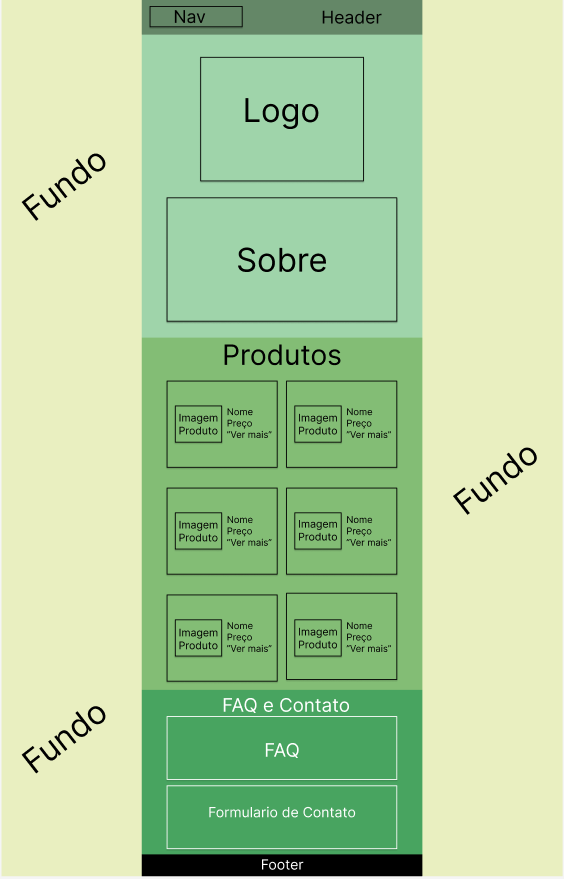 Nav
Header
Logo
Fundo
Sobre
Produtos
Imagem
Produto
Nome
Preço
“Ver mais”
Imagem
Produto
Nome
Preço
“Ver mais”
Fundo
Imagem
Produto
Nome
Preço
“Ver mais”
Imagem
Produto
Nome
Preço
“Ver mais”
Imagem
Produto
Nome
Preço
“Ver mais”
Imagem
Produto
Nome
Preço
“Ver mais”
FAQ e Contato
Fundo
FAQ
Formulario de Contato
Footer